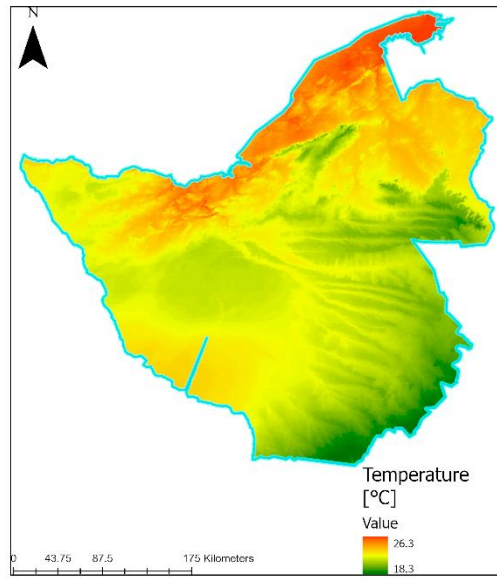 N
Temperature
[°C]
Value
26.3
18.3
0 43.75 87.5 175 Kilometers